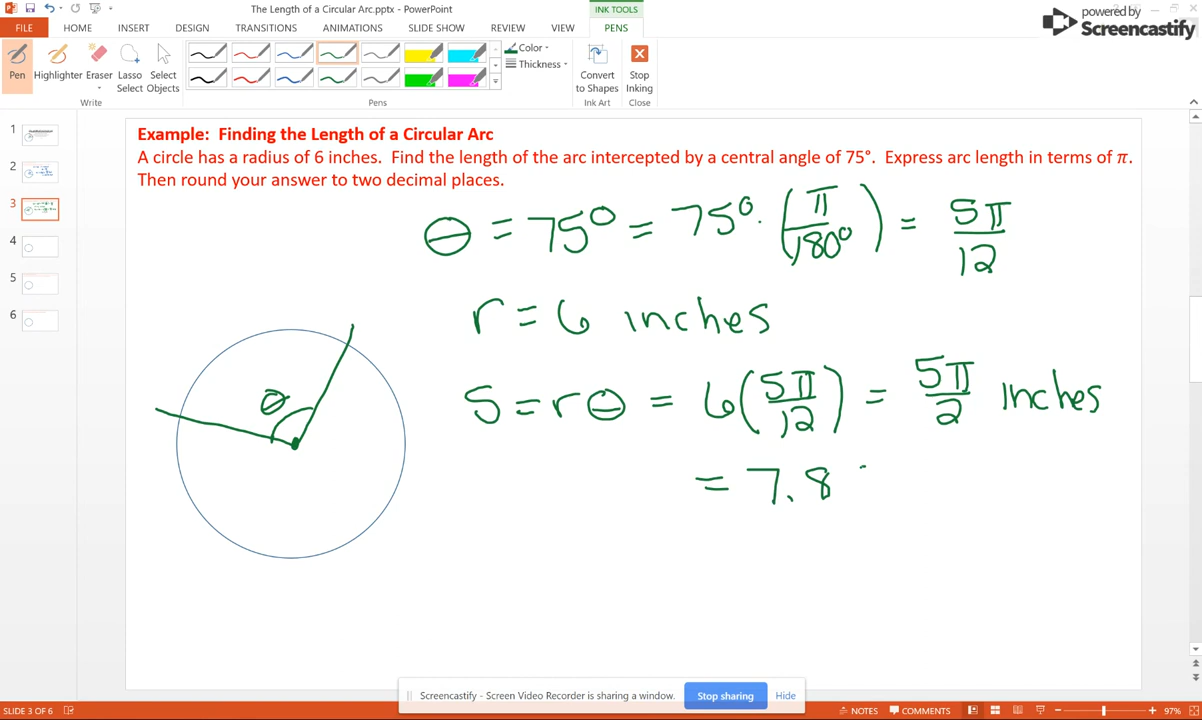 The Length of a Circular Arc.pptx - PowerPoint
INK TOOLS
powered by
Screencastify
FILE HOME INSERT DESIGN TRANSITIONS ANIMATIONS SLIDE SHOW REVIEW VIEW PENS
Pen Highlighter Eraser Lasso Select Select Objects
Color
Thickness
Convert to Shapes
Stop Inking
Write Pens Ink Art Close
1
2
3
4
5
6
Example: Finding the Length of a Circular Arc
A circle has a radius of 6 inches. Find the length of the arc intercepted by a central angle of 75°. Express arc length in terms of π.
Then round your answer to two decimal places.
θ = 75° = 75° · (π/180°) = 5π/12
r = 6 inches
θ
s = rθ = 6(5π/12) = 5π/2 inches
= 7.8
Screencastify - Screen Video Recorder is sharing a window. Stop sharing Hide
SLIDE 3 OF 6 NOTES COMMENTS 97%